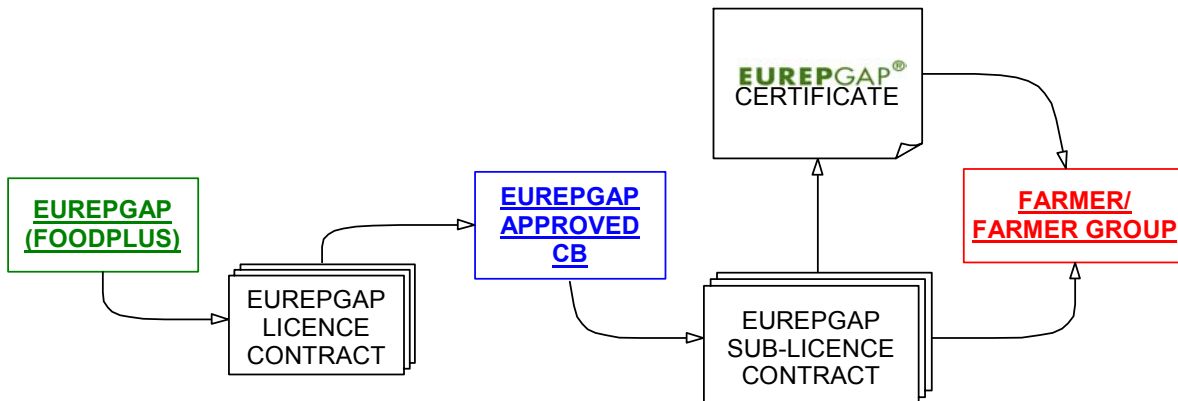 EUREPGAP
(FOODPLUS)
EUREPGAP
LICENCE
CONTRACT
EUREPGAP
APPROVED
CB
EUREPGAP
SUB-LICENCE
CONTRACT
EUREPGAP®
CERTIFICATE
FARMER/
FARMER GROUP